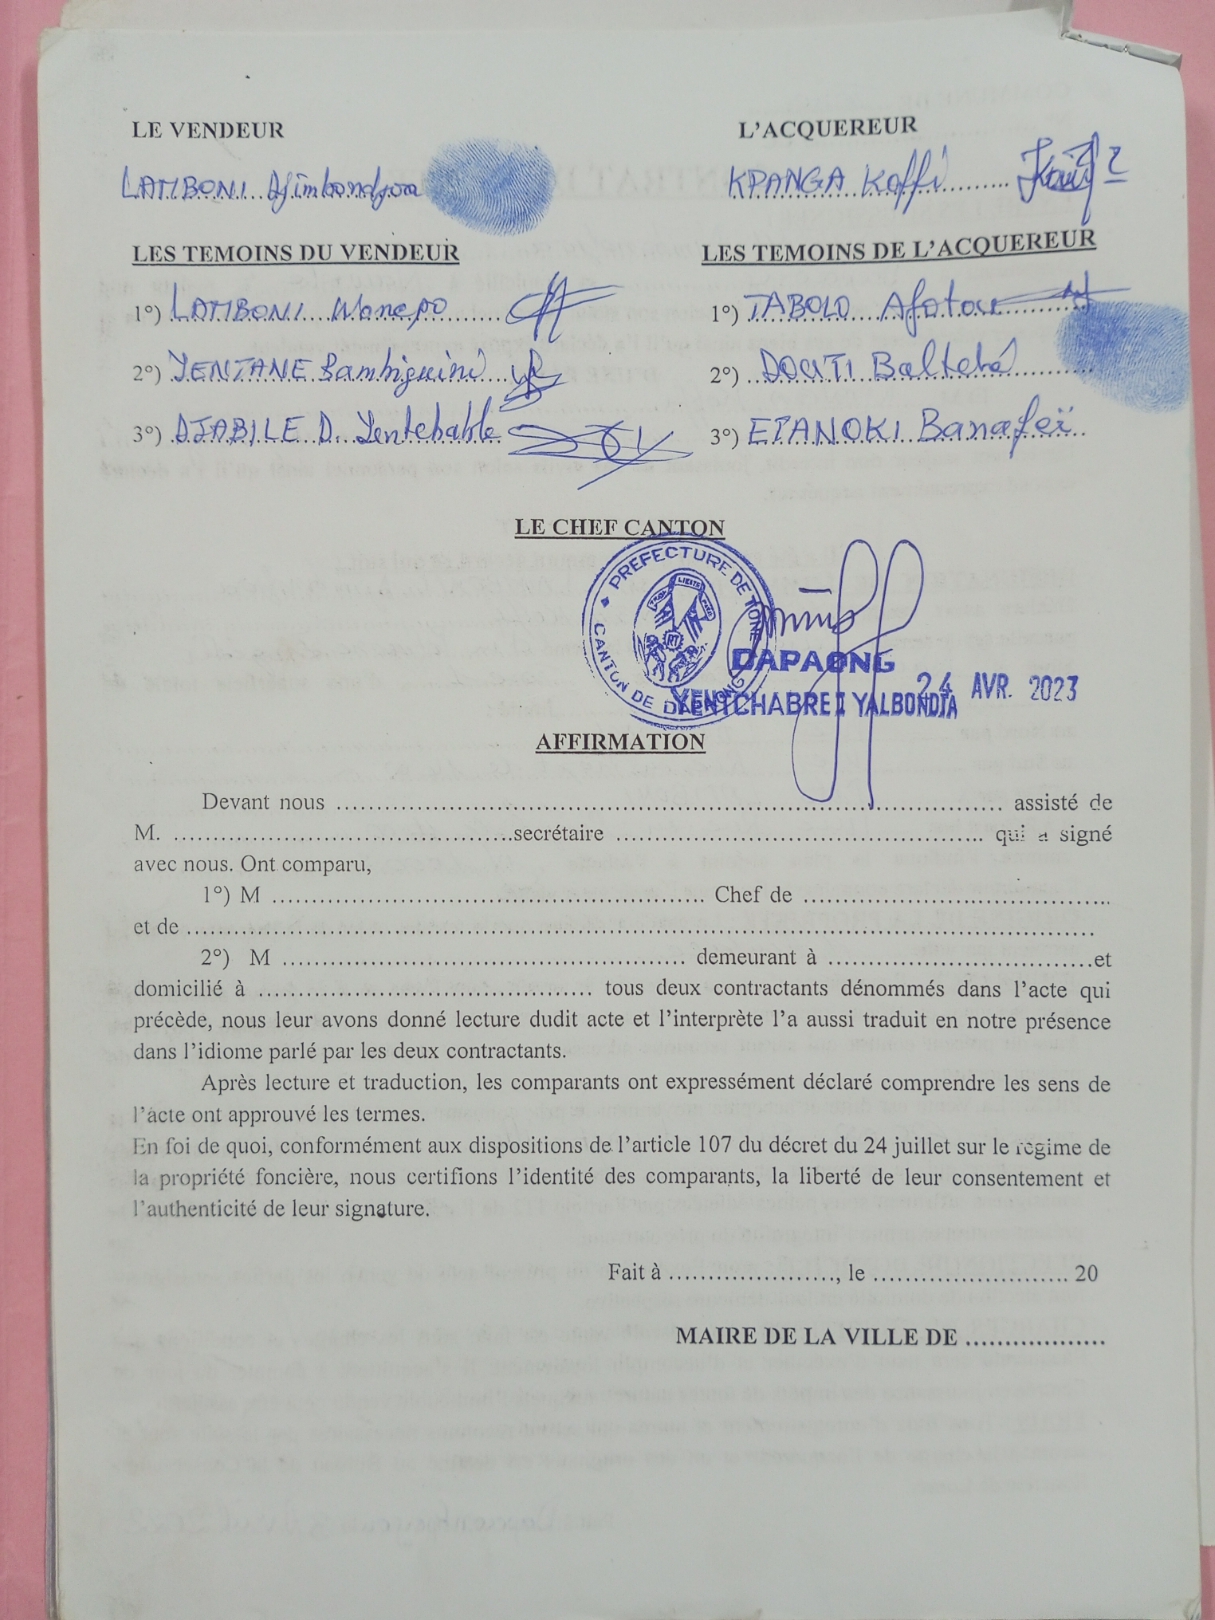 LE VENDEUR L'ACQUEREUR
LAMBONI Djimbandjoa KPANGA Koffi
LES TEMOINS DU VENDEUR LES TEMOINS DE L'ACQUEREUR
1°) LAMBONI Wanepo 1°) TABOLO Afotou
2°) YENTANE Bambiguini 2°) DOUTI Balteba
3°) DJABILE D. Yentchable 3°) ETANOKI Banafeï
LE CHEF CANTON
PREFECTURE DE TONE
CANTON DE DAPAONG
DAPAONG
YENTCHABRE II YALBONDJA 24 AVR. 2023
AFFIRMATION
Devant nous .................... assisté de
M. ....................secrétaire .................... qui a signé
avec nous. Ont comparu,
1°) M .................... Chef de ....................
et de ....................
2°) M .................... demeurant à ....................et
domicilié à .................... tous deux contractants dénommés dans l'acte qui
précède, nous leur avons donné lecture dudit acte et l'interprète l'a aussi traduit en notre présence
dans l'idiome parlé par les deux contractants.
Après lecture et traduction, les comparants ont expressément déclaré comprendre les sens de
l'acte ont approuvé les termes.
En foi de quoi, conformément aux dispositions de l'article 107 du décret du 24 juillet sur le régime de
la propriété foncière, nous certifions l'identité des comparants, la liberté de leur consentement et
l'authenticité de leur signature.
Fait à ...................., le .................... 20
MAIRE DE LA VILLE DE ..................